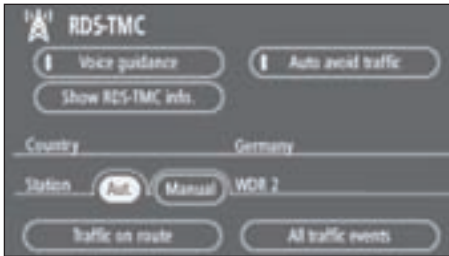 RDS-TMC
Voice guidance
Auto avoid traffic
Show RDS-TMC info.
Country Germany
Station Aut. Manual WDR 2
Traffic on route
All traffic events